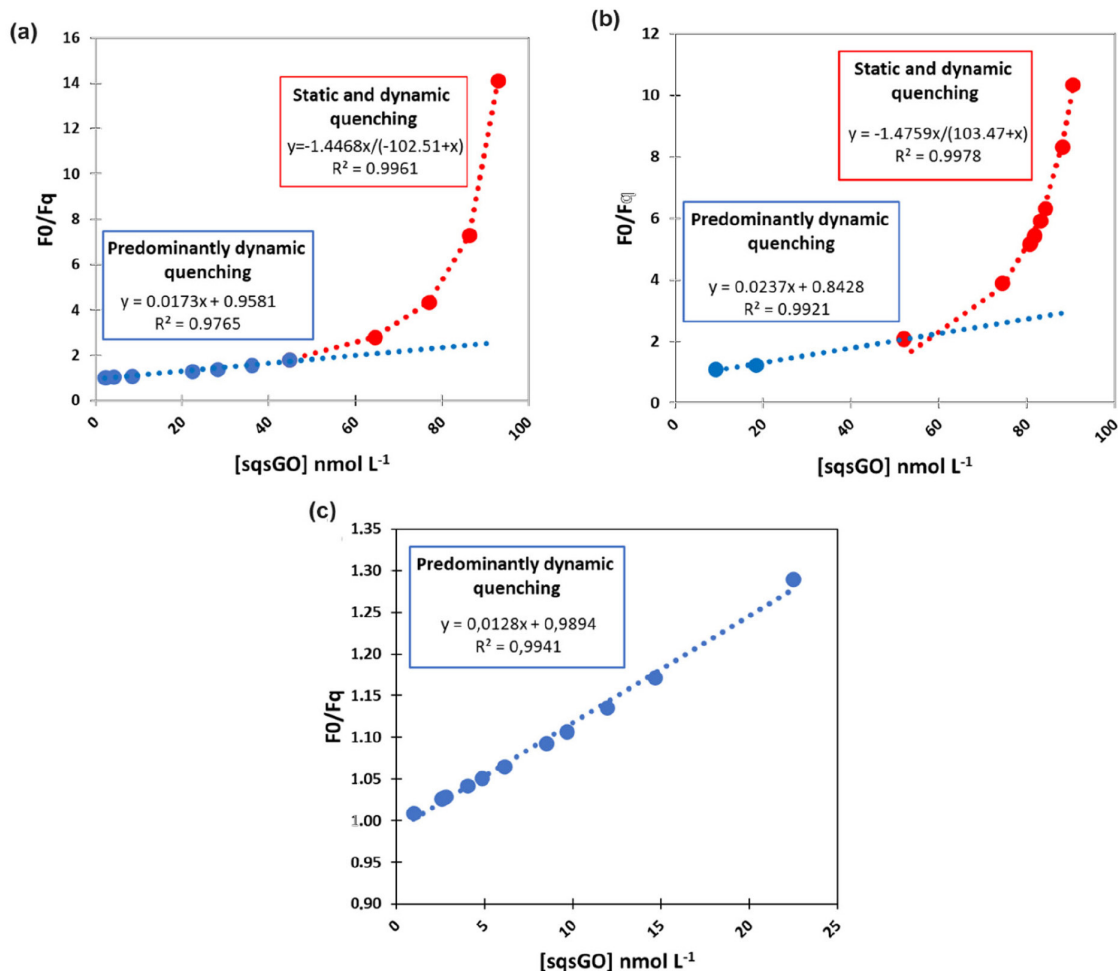 (a)
16
14
12
10
8
6
4
2
0
F0/Fq
Static and dynamic
quenching
y=-1.4468x/(-102.51+x)
R² = 0.9961
Predominantly dynamic
quenching
y = 0.0173x + 0.9581
R² = 0.9765
0 20 40 60 80 100
[sqsGO] nmol L⁻¹
(b)
12
10
8
6
4
2
0
F0/Fq
Static and dynamic
quenching
y = -1.4759x/(103.47+x)
R² = 0.9978
Predominantly dynamic
quenching
y = 0.0237x + 0.8428
R² = 0.9921
0 20 40 60 80 100
[sqsGO] nmol L⁻¹
(c)
1.35
1.30
1.25
1.20
1.15
1.10
1.05
1.00
0.95
0,90
F0/Fq
Predominantly dynamic
quenching
y = 0,0128x + 0,9894
R² = 0,9941
0 5 10 15 20 25
[sqsGO] nmol L⁻¹